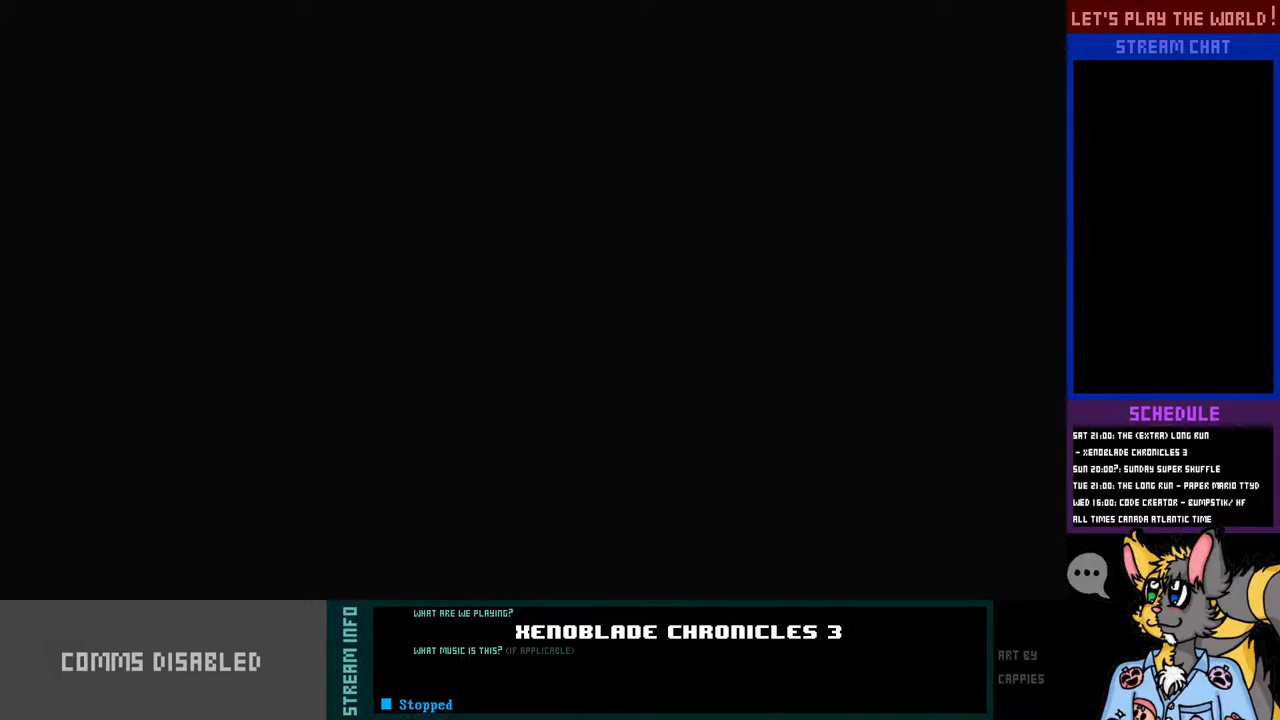 LET'S PLAY THE WORLD!
STREAM CHAT
SCHEDULE
SAT 21:00: THE (EXTRA) LONG RUN
- XENOBLADE CHRONICLES 3
SUN 20:00?: SUNDAY SUPER SHUFFLE
TUE 21:00: THE LONG RUN - PAPER MARIO TTYD
WED 16:00: CODE CREATOR - BUMPSTIK/ HF
ALL TIMES CANADA ATLANTIC TIME
COMMS DISABLED
STREAM INFO
WHAT ARE WE PLAYING?
XENOBLADE CHRONICLES 3
WHAT MUSIC IS THIS? (IF APPLICABLE)
Stopped
ART BY
CAPPIES